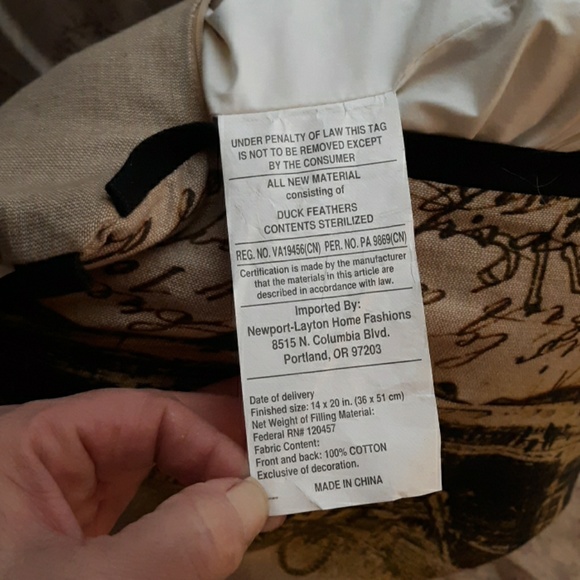 UNDER PENALTY OF LAW THIS TAG
IS NOT TO BE REMOVED EXCEPT
BY THE CONSUMER
ALL NEW MATERIAL
consisting of
DUCK FEATHERS
CONTENTS STERILIZED
REG. NO. VA19456(CN) PER. NO. PA 9869(CN)
Certification is made by the manufacturer
that the materials in this article are
described in accordance with law.
Imported By:
Newport-Layton Home Fashions
8515 N. Columbia Blvd.
Portland, OR 97203
Date of delivery
Finished size: 14 x 20 in. (36 x 51 cm)
Net Weight of Filling Material:
Federal RN# 120457
Fabric Content:
Front and back: 100% COTTON
Exclusive of decoration.
MADE IN CHINA